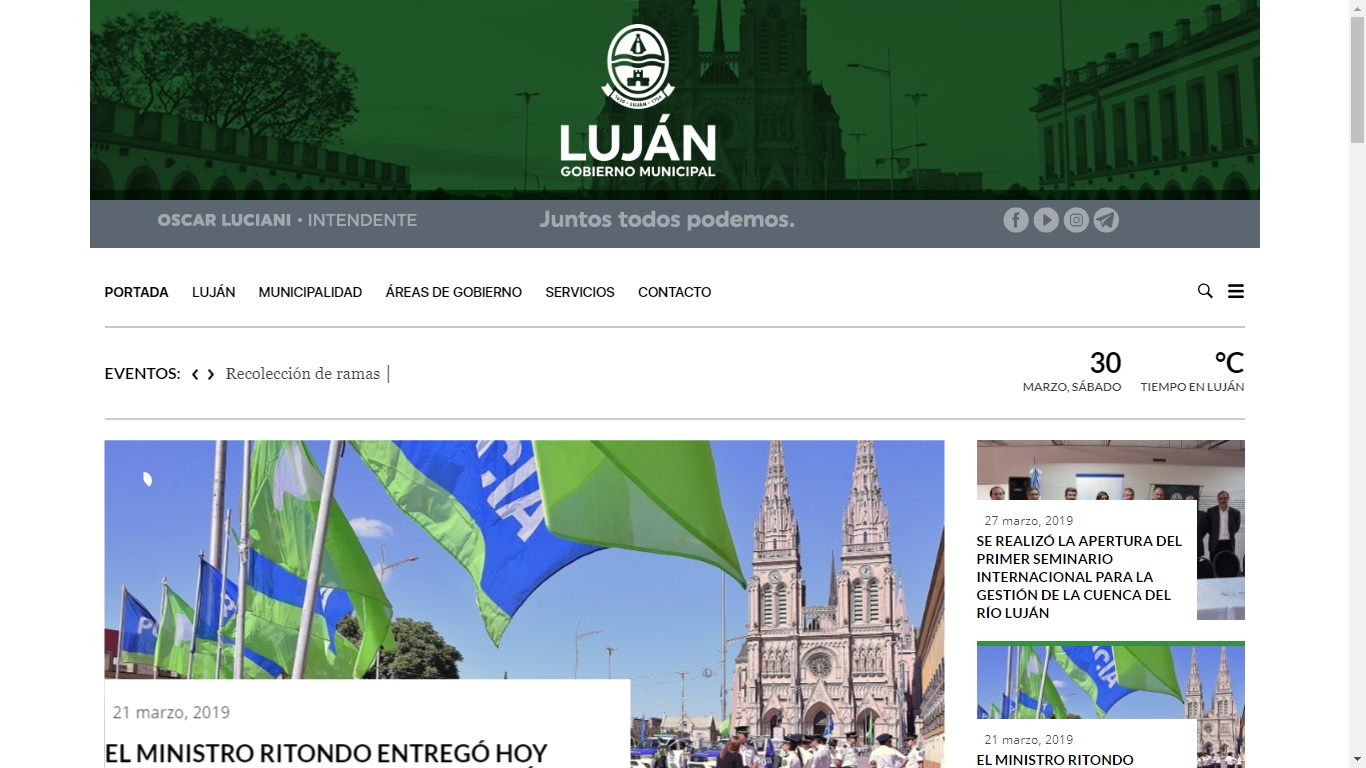 LUJÁN
GOBIERNO MUNICIPAL
OSCAR LUCIANI • INTENDENTE
Juntos todos podemos.
PORTADA LUJÁN MUNICIPALIDAD ÁREAS DE GOBIERNO SERVICIOS CONTACTO
EVENTOS: Recolección de ramas
30
MARZO, SÁBADO
°C
TIEMPO EN LUJÁN
21 marzo, 2019
EL MINISTRO RITONDO ENTREGÓ HOY
27 marzo, 2019
SE REALIZÓ LA APERTURA DEL
PRIMER SEMINARIO
INTERNACIONAL PARA LA
GESTIÓN DE LA CUENCA DEL
RÍO LUJÁN
21 marzo, 2019
EL MINISTRO RITONDO